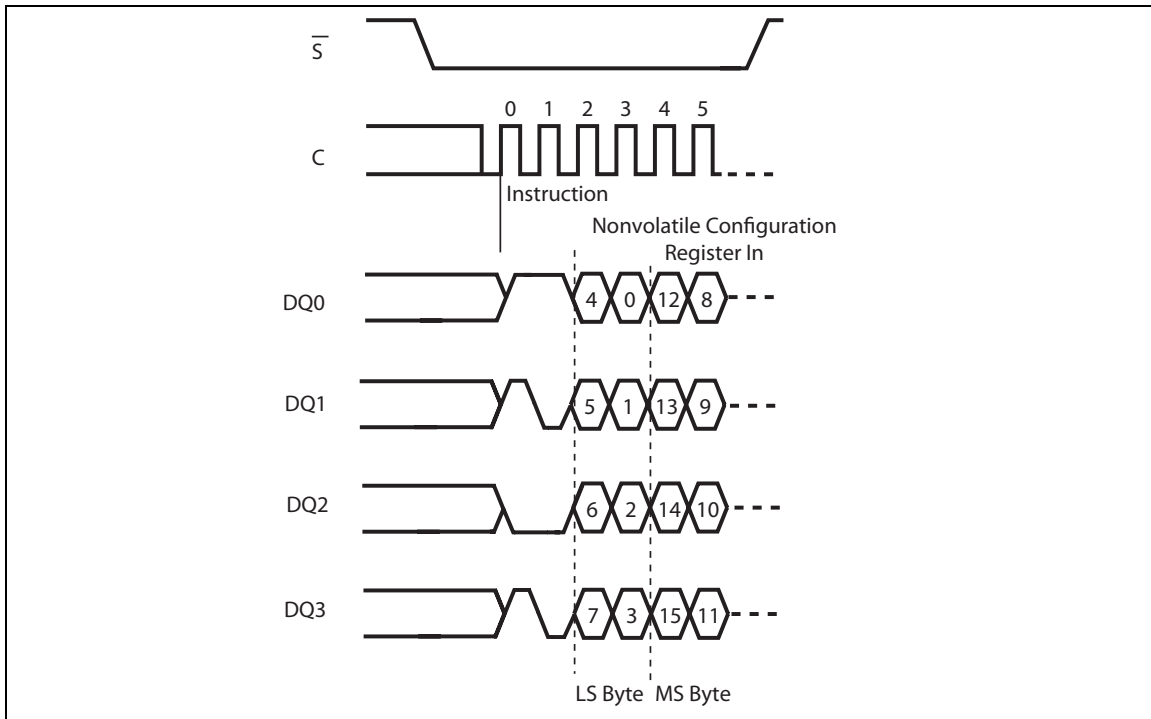 S
0 1 2 3 4 5
C
Instruction
Nonvolatile Configuration
Register In
DQ0 4 0 12 8
DQ1 5 1 13 9
DQ2 6 2 14 10
DQ3 7 3 15 11
LS Byte MS Byte